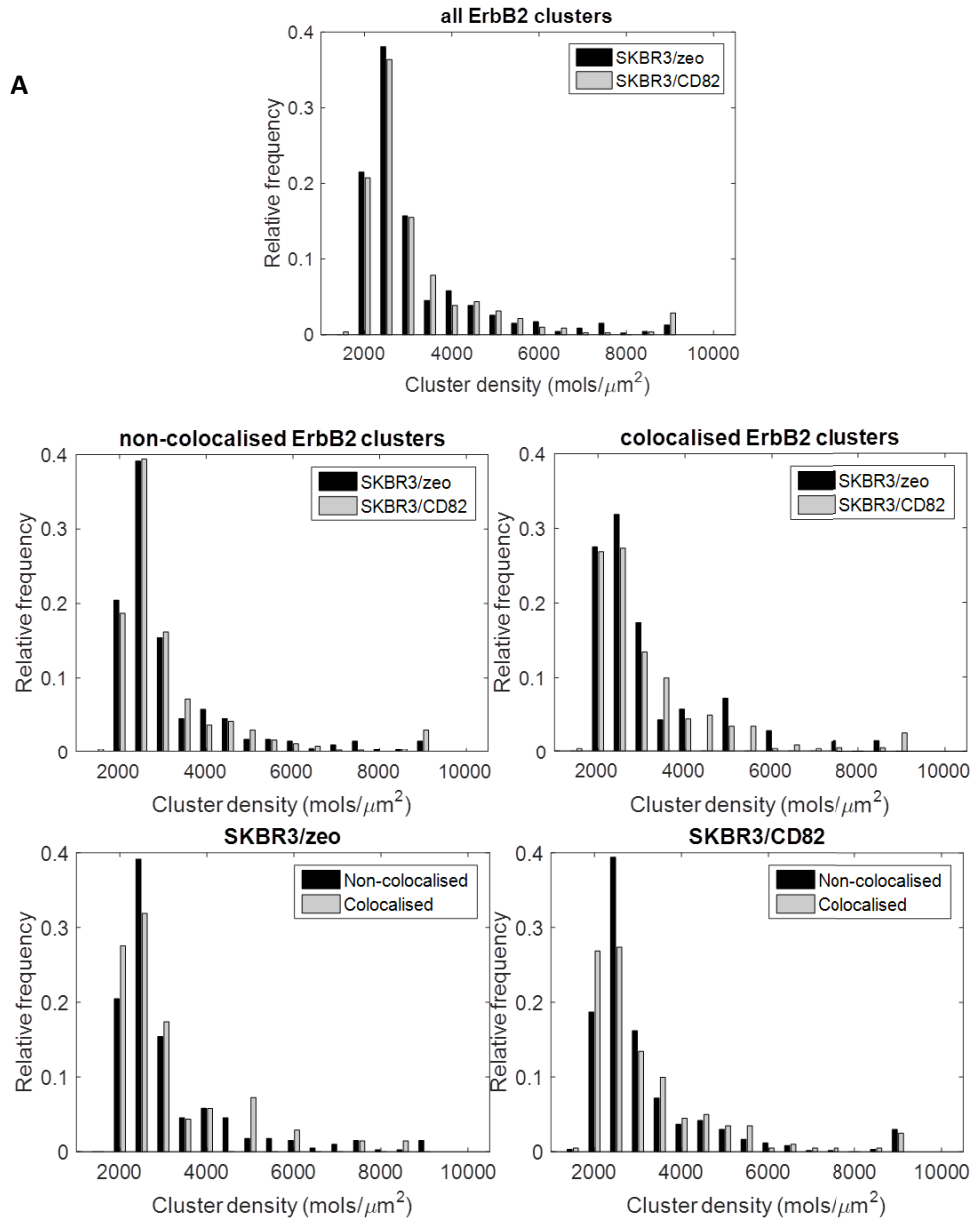 all ErbB2 clusters
A
0.4
0.3
0.2
0.1
0
Relative frequency
SKBR3/zeo
SKBR3/CD82
2000 4000 6000 8000 10000
Cluster density (mols/μm²)
non-colocalised ErbB2 clusters
0.4
0.3
0.2
0.1
0
Relative frequency
SKBR3/zeo
SKBR3/CD82
2000 4000 6000 8000 10000
Cluster density (mols/μm²)
colocalised ErbB2 clusters
0.4
0.3
0.2
0.1
0
Relative frequency
SKBR3/zeo
SKBR3/CD82
2000 4000 6000 8000 10000
Cluster density (mols/μm²)
SKBR3/zeo
0.4
0.3
0.2
0.1
0
Relative frequency
Non-colocalised
Colocalised
2000 4000 6000 8000 10000
Cluster density (mols/μm²)
SKBR3/CD82
0.4
0.3
0.2
0.1
0
Relative frequency
Non-colocalised
Colocalised
2000 4000 6000 8000 10000
Cluster density (mols/μm²)